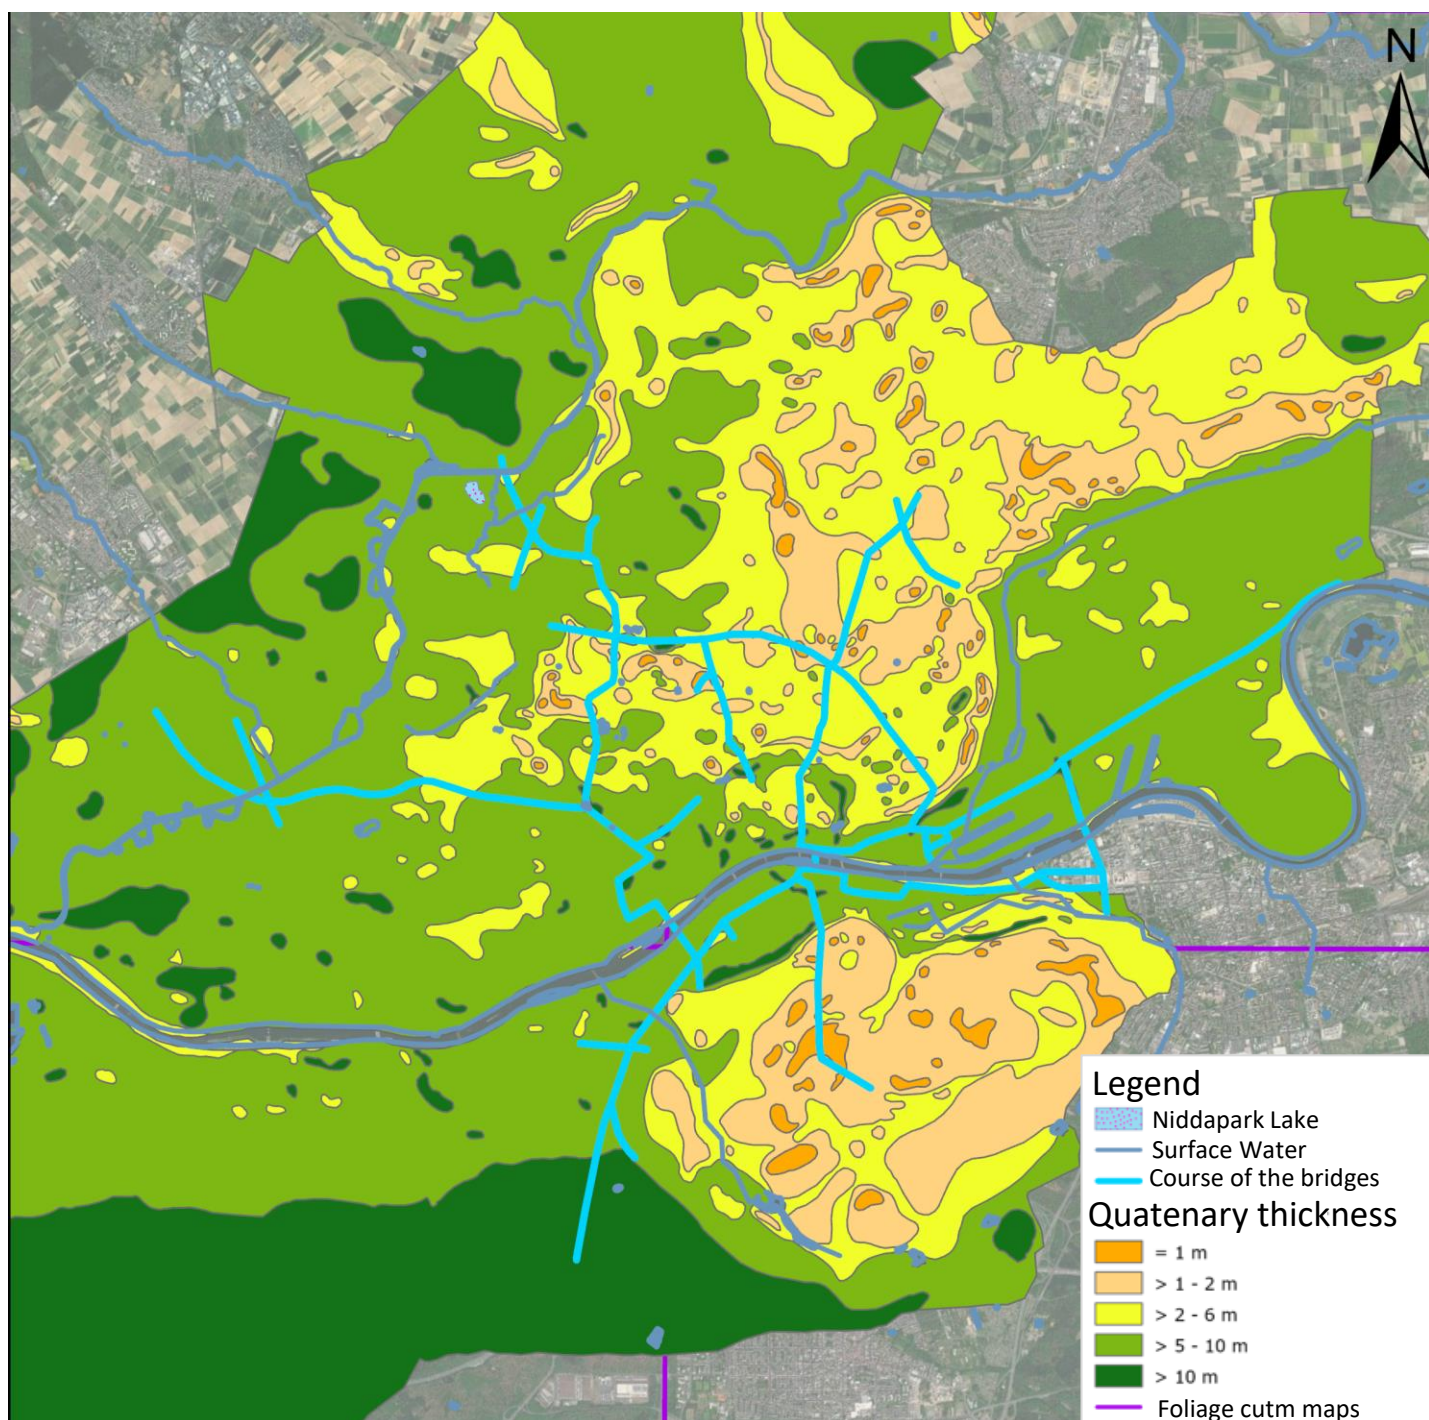 N
Legend
Niddapark Lake
Surface Water
Course of the bridges
Quatenary thickness
= 1 m
> 1 - 2 m
> 2 - 6 m
> 5 - 10 m
> 10 m
Foliage cutm maps